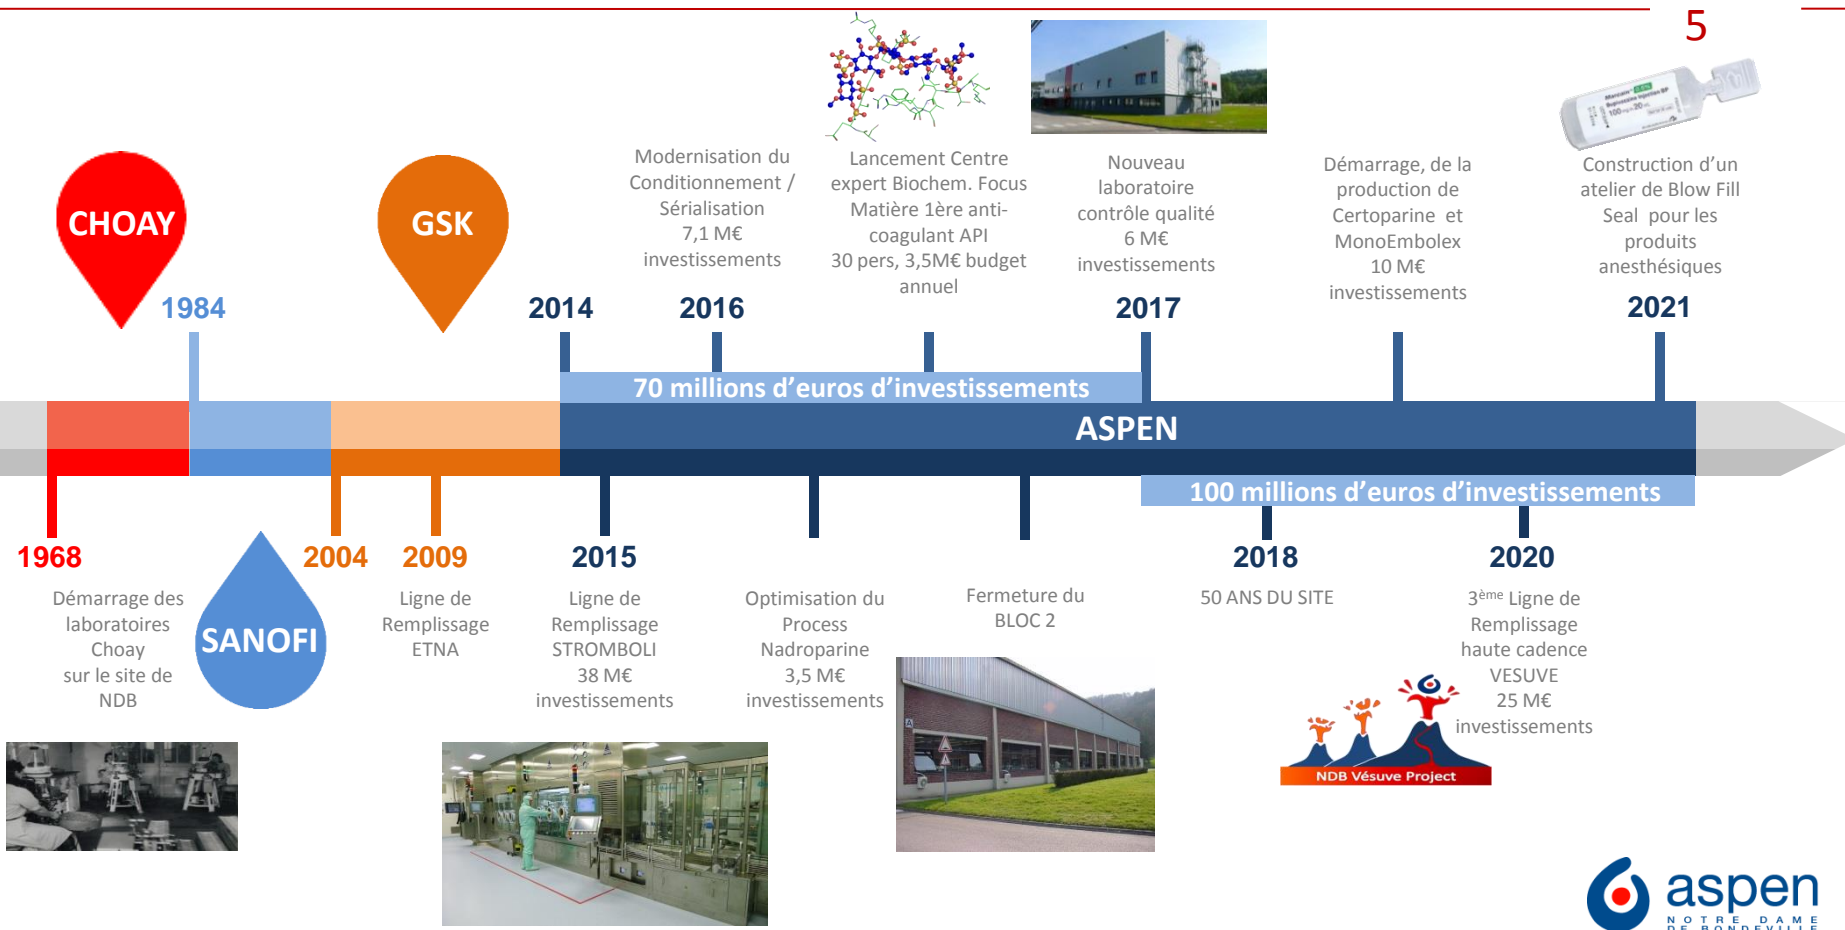 5
CHOAY
GSK
Modernisation du
Conditionnement /
Sérialisation
7,1 M€
investissements
Lancement Centre
expert Biochem. Focus
Matière 1ère anti-
coagulant API
30 pers, 3,5M€ budget
annuel
Nouveau
laboratoire
contrôle qualité
6 M€
investissements
Démarrage, de la
production de
Certoparine et
MonoEmbolex
10 M€
investissements
Construction d'un
atelier de Blow Fill
Seal pour les
produits
anesthésiques
1984
2014
2016
2017
2021
70 millions d'euros d'investissements
ASPEN
100 millions d'euros d'investissements
1968
2004
2009
2015
2018
2020
Démarrage des
laboratoires
Choay
sur le site de
NDB
SANOFI
Ligne de
Remplissage
ETNA
Ligne de
Remplissage
STROMBOLI
38 M€
investissements
Optimisation du
Process
Nadroparine
3,5 M€
investissements
Fermeture du
BLOC 2
50 ANS DU SITE
3ème Ligne de
Remplissage
haute cadence
VESUVE
25 M€
investissements
NDB Vésuve Project
aspen
NOTRE DAME
DE BONDEVILLE